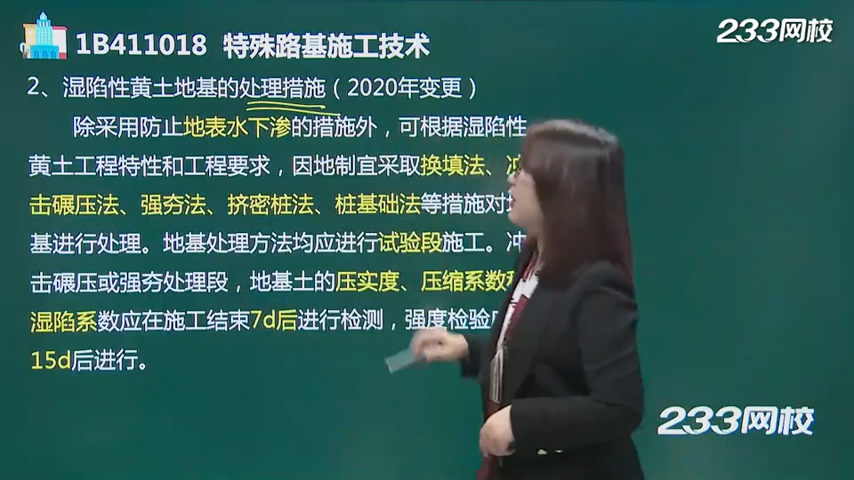 233网校
1B411018 特殊路基施工技术
2、湿陷性黄土地基的处理措施（2020年变更）
除采用防止地表水下渗的措施外，可根据湿陷性
黄土工程特性和工程要求，因地制宜采取换填法、冲
击碾压法、强夯法、挤密桩法、桩基础法等措施对
基进行处理。地基处理方法均应进行试验段施工。冲
击碾压或强夯处理段，地基土的压实度、压缩系数
湿陷系数应在施工结束7d后进行检测，强度检验
15d后进行。
233网校